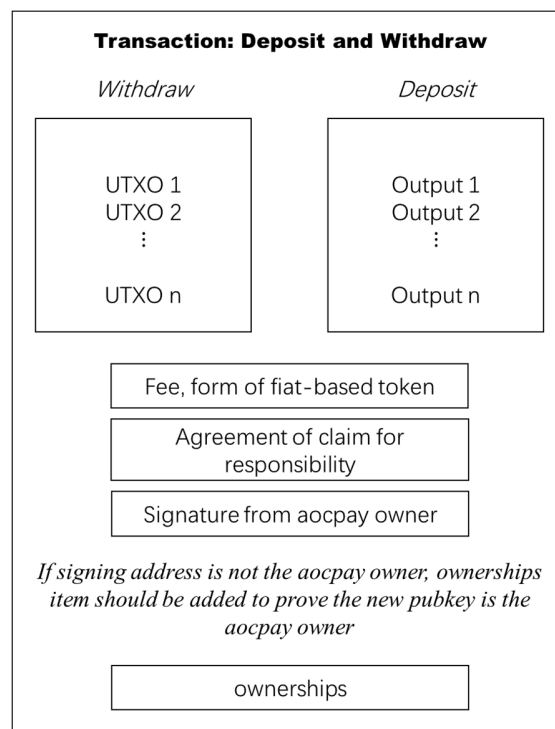 Transaction: Deposit and Withdraw
Withdraw
Deposit
UTXO 1
UTXO 2
⋮
UTXO n
Output 1
Output 2
⋮
Output n
Fee, form of fiat-based token
Agreement of claim for
responsibility
Signature from aocpay owner
If signing address is not the aocpay owner, ownerships
item should be added to prove the new pubkey is the
aocpay owner
ownerships